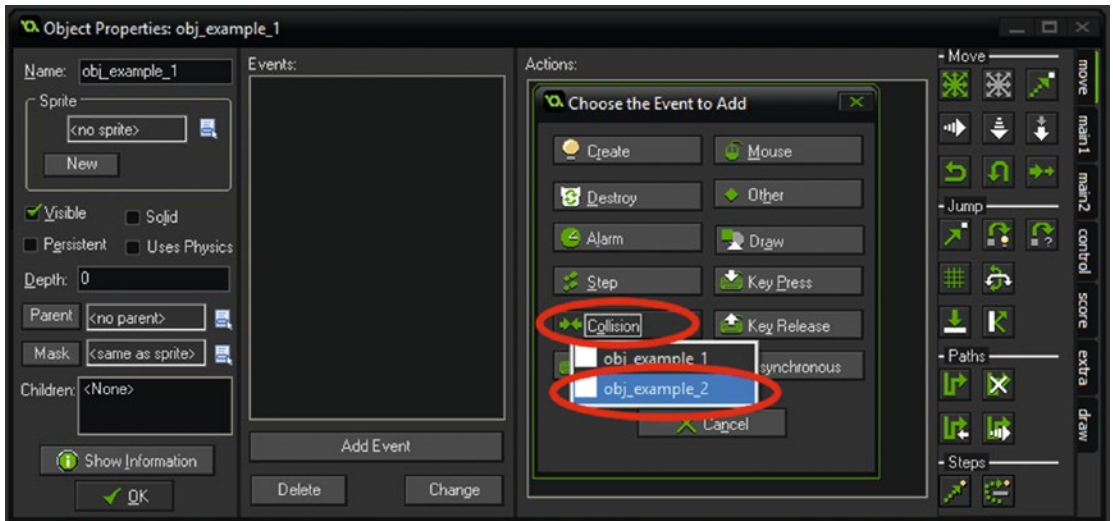 Object Properties: obj_example_1
Name: obj_example_1
Sprite
<no sprite>
New
Visible
Solid
Persistent
Uses Physics
Depth: 0
Parent <no parent>
Mask <same as sprite>
Children: <None>
Show Information
OK
Events:
Add Event
Delete
Change
Actions:
Choose the Event to Add
Create
Mouse
Destroy
Other
Alarm
Draw
Step
Key Press
Collision
Key Release
obj_example_1
synchronous
obj_example_2
Cancel
Move
Jump
Paths
Steps
move
main1
main2
control
score
extra
draw